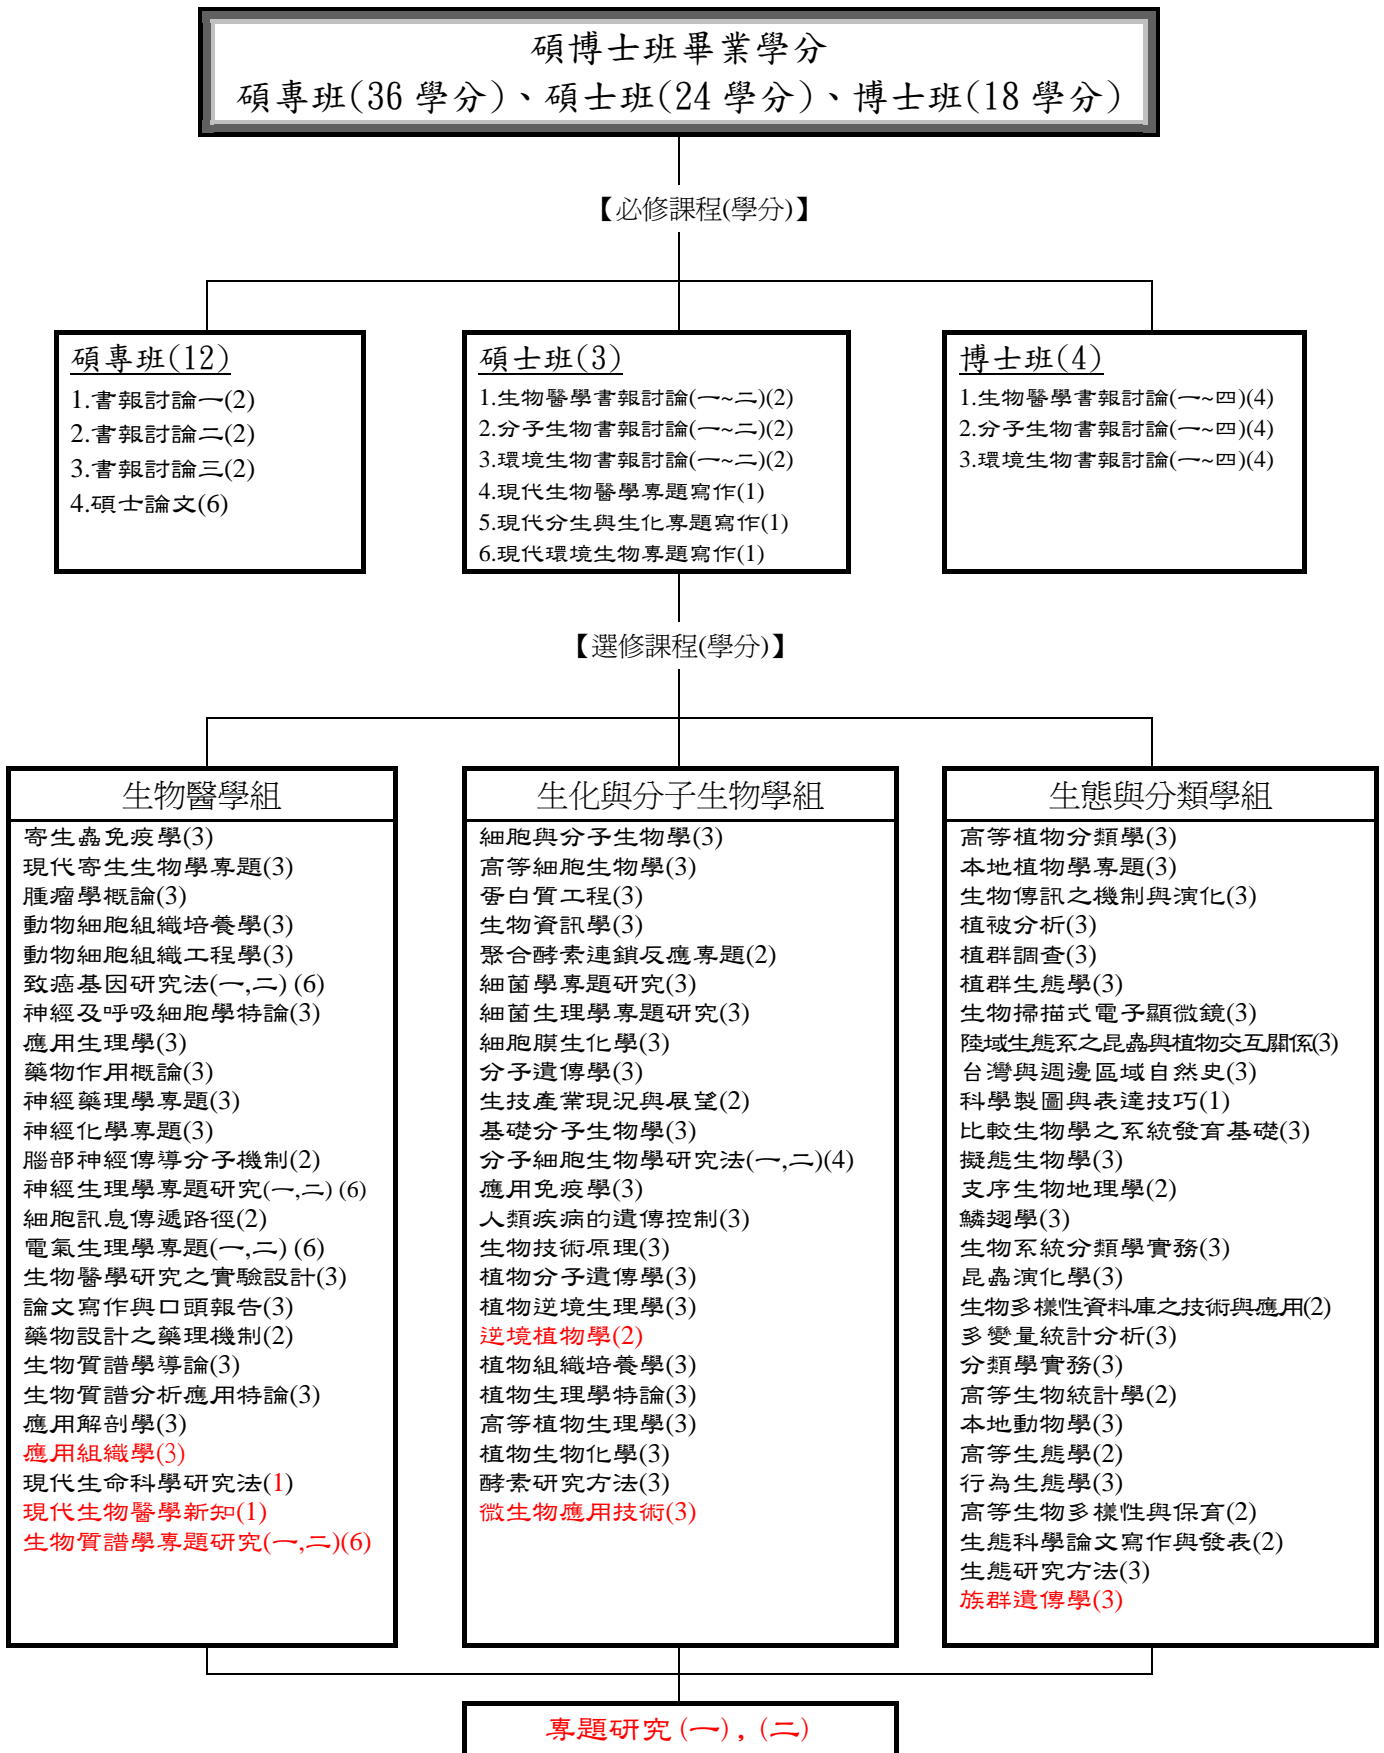 碩博士班畢業學分
碩專班(36 學分)、碩士班(24 學分)、博士班(18 學分)
【必修課程(學分)】
碩專班(12)
1.書報討論一(2)
2.書報討論二(2)
3.書報討論三(2)
4.碩士論文(6)
碩士班(3)
1.生物醫學書報討論(一~二)(2)
2.分子生物書報討論(一~二)(2)
3.環境生物書報討論(一~二)(2)
4.現代生物醫學專題寫作(1)
5.現代分生與生化專題寫作(1)
6.現代環境生物專題寫作(1)
博士班(4)
1.生物醫學書報討論(一~四)(4)
2.分子生物書報討論(一~四)(4)
3.環境生物書報討論(一~四)(4)
【選修課程(學分)】
生物醫學組
寄生蟲免疫學(3)
現代寄生生物學專題(3)
腫瘤學概論(3)
動物細胞組織培養學(3)
動物細胞組織工程學(3)
致癌基因研究法(一,二) (6)
神經及呼吸細胞學特論(3)
應用生理學(3)
藥物作用概論(3)
神經藥理學專題(3)
神經化學專題(3)
腦部神經傳導分子機制(2)
神經生理學專題研究(一,二) (6)
細胞訊息傳遞路徑(2)
電氣生理學專題(一,二) (6)
生物醫學研究之實驗設計(3)
論文寫作與口頭報告(3)
藥物設計之藥理機制(2)
生物質譜學導論(3)
生物質譜分析應用特論(3)
應用解剖學(3)
應用組織學(3)
現代生命科學研究法(1)
現代生物醫學新知(1)
生物質譜學專題研究(一,二)(6)
生化與分子生物學組
細胞與分子生物學(3)
高等細胞生物學(3)
蛋白質工程(3)
生物資訊學(3)
聚合酵素連鎖反應專題(2)
細菌學專題研究(3)
細菌生理學專題研究(3)
細胞膜生化學(3)
分子遺傳學(3)
生技產業現況與展望(2)
基礎分子生物學(3)
分子細胞生物學研究法(一,二)(4)
應用免疫學(3)
人類疾病的遺傳控制(3)
生物技術原理(3)
植物分子遺傳學(3)
植物逆境生理學(3)
逆境植物學(2)
植物組織培養學(3)
植物生理學特論(3)
高等植物生理學(3)
植物生物化學(3)
酵素研究方法(3)
微生物應用技術(3)
生態與分類學組
高等植物分類學(3)
本地植物學專題(3)
生物傳訊之機制與演化(3)
植被分析(3)
植群調查(3)
植群生態學(3)
生物掃描式電子顯微鏡(3)
陸域生態系之昆蟲與植物交互關係(3)
台灣與週邊區域自然史(3)
科學製圖與表達技巧(1)
比較生物學之系統發育基礎(3)
擬態生物學(3)
支序生物地理學(2)
鱗翅學(3)
生物系統分類學實務(3)
昆蟲演化學(3)
生物多樣性資料庫之技術與應用(2)
多變量統計分析(3)
分類學實務(3)
高等生物統計學(2)
本地動物學(3)
高等生態學(2)
行為生態學(3)
高等生物多樣性與保育(2)
生態科學論文寫作與發表(2)
生態研究方法(3)
族群遺傳學(3)
專題研究 (一) , (二)